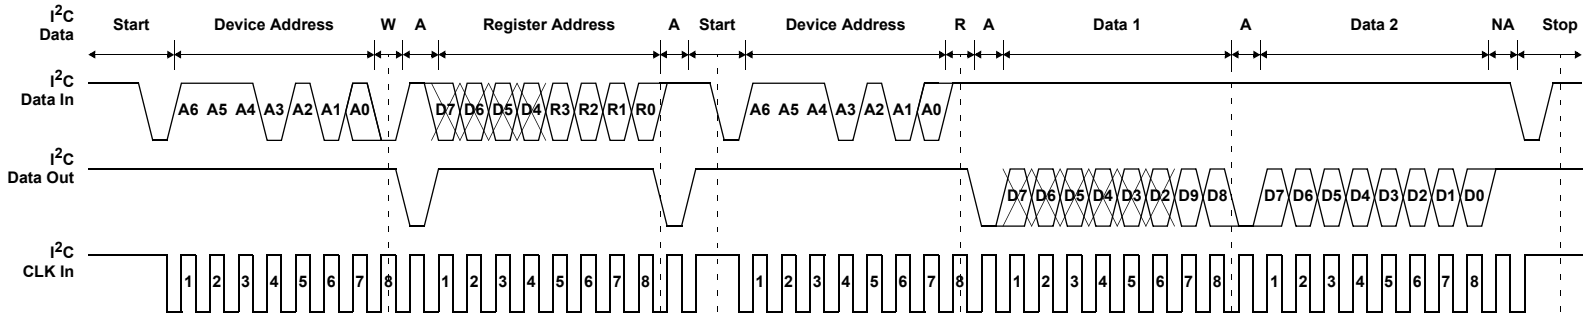 I2C Data Start Device Address W A Register Address A Start Device Address R A Data 1 A Data 2 NA Stop
I2C Data In A6 A5 A4 A3 A2 A1 A0 D7 D6 D5 D4 R3 R2 R1 R0 A6 A5 A4 A3 A2 A1 A0
I2C Data Out D7 D6 D5 D4 D3 D2 D9 D8 D7 D6 D5 D4 D3 D2 D1 D0
I2C CLK In 1 2 3 4 5 6 7 8 1 2 3 4 5 6 7 8 1 2 3 4 5 6 7 8 1 2 3 4 5 6 7 8 1 2 3 4 5 6 7 8